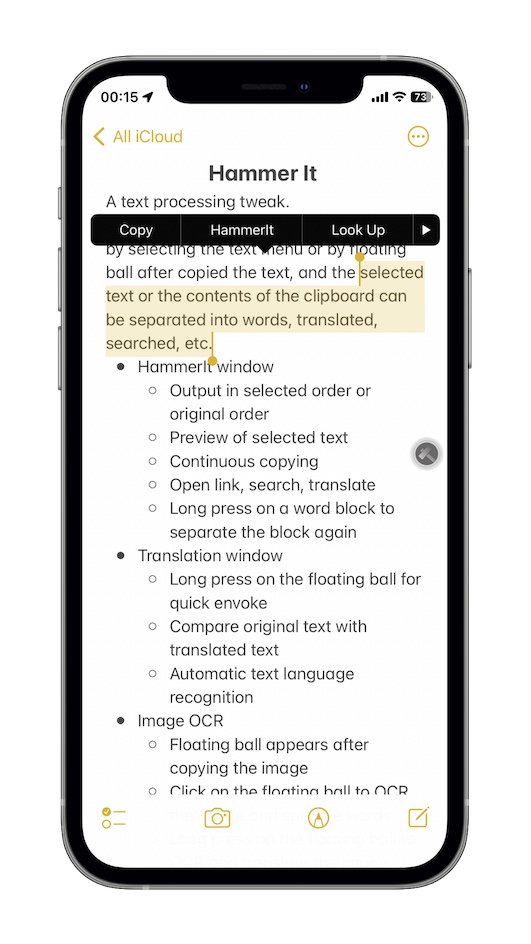 00:15
73
All iCloud
Hammer It
A text processing tweak.
Copy HammerIt Look Up
by selecting the text menu or by floating
ball after copied the text, and the selected
text or the contents of the clipboard can
be separated into words, translated,
searched, etc.
HammerIt window
Output in selected order or
original order
Preview of selected text
Continuous copying
Open link, search, translate
Long press on a word block to
separate the block again
Translation window
Long press on the floating ball for
quick envoke
Compare original text with
translated text
Automatic text language
recognition
Image OCR
Floating ball appears after
copying the image
Click on the floating ball to OCR